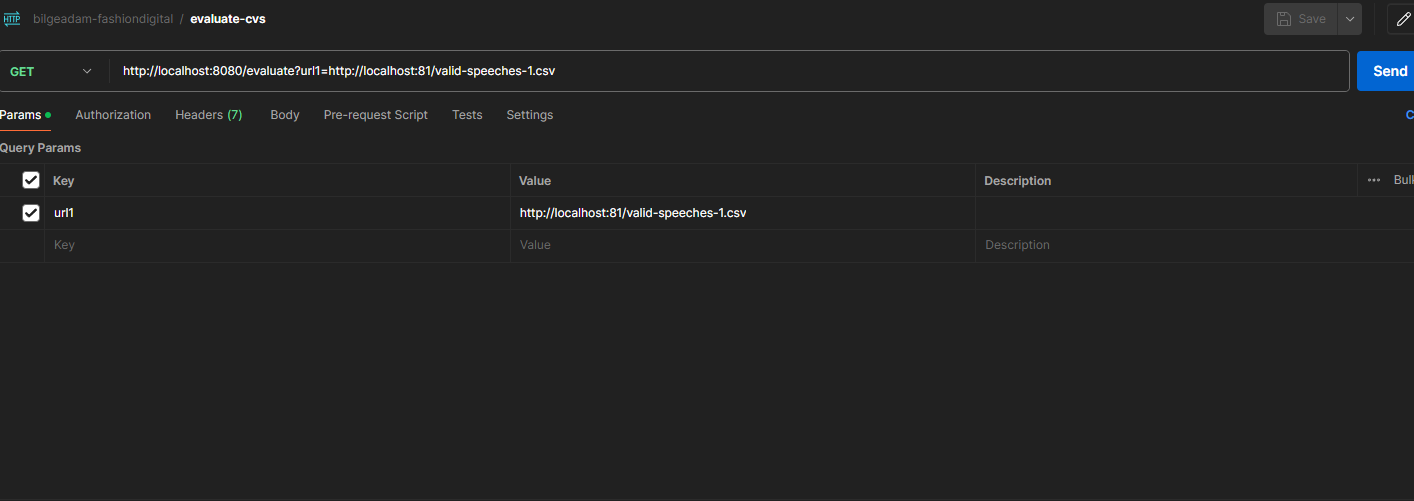 HTTP bilgeadam-fashiondigital / evaluate-cvs Save
GET http://localhost:8080/evaluate?url1=http://localhost:81/valid-speeches-1.csv Send
Params Authorization Headers (7) Body Pre-request Script Tests Settings C
Query Params
Key Value Description Bulk
url1 http://localhost:81/valid-speeches-1.csv
Key Value Description